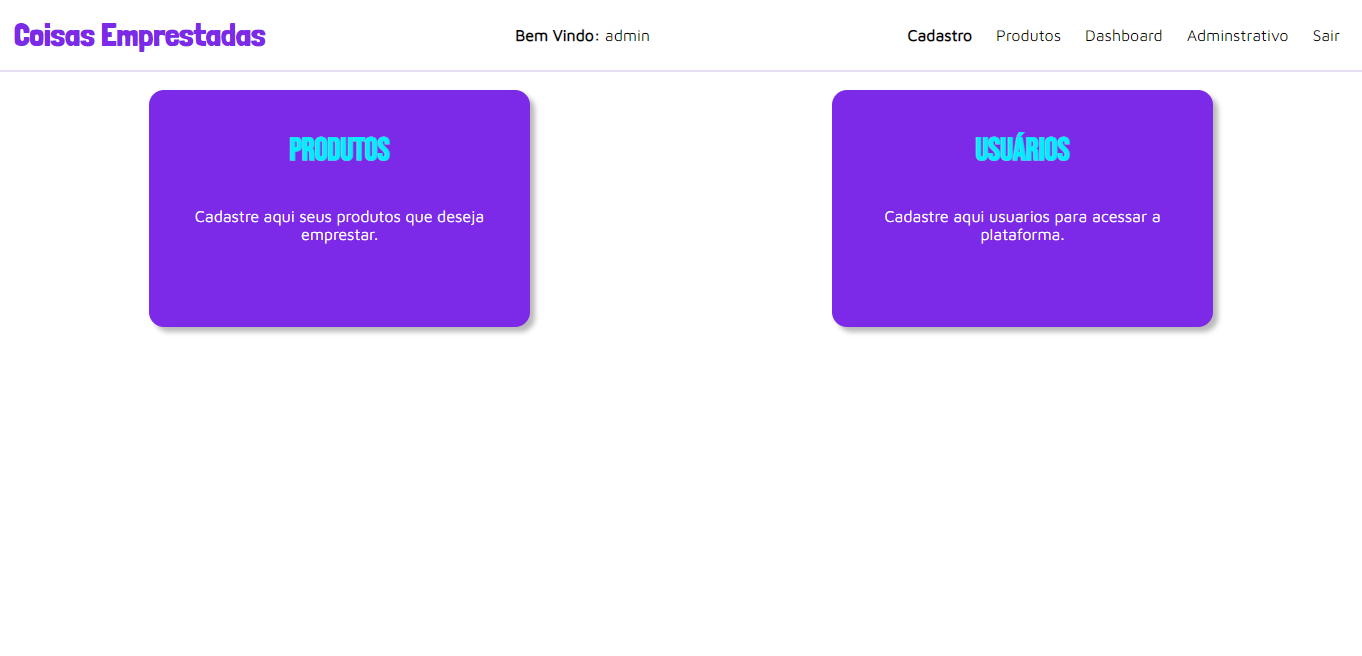 Coisas Emprestadas
Bem Vindo: admin
Cadastro Produtos Dashboard Adminstrativo Sair
PRODUTOS
Cadastre aqui seus produtos que deseja
emprestar.
USUÁRIOS
Cadastre aqui usuarios para acessar a
plataforma.